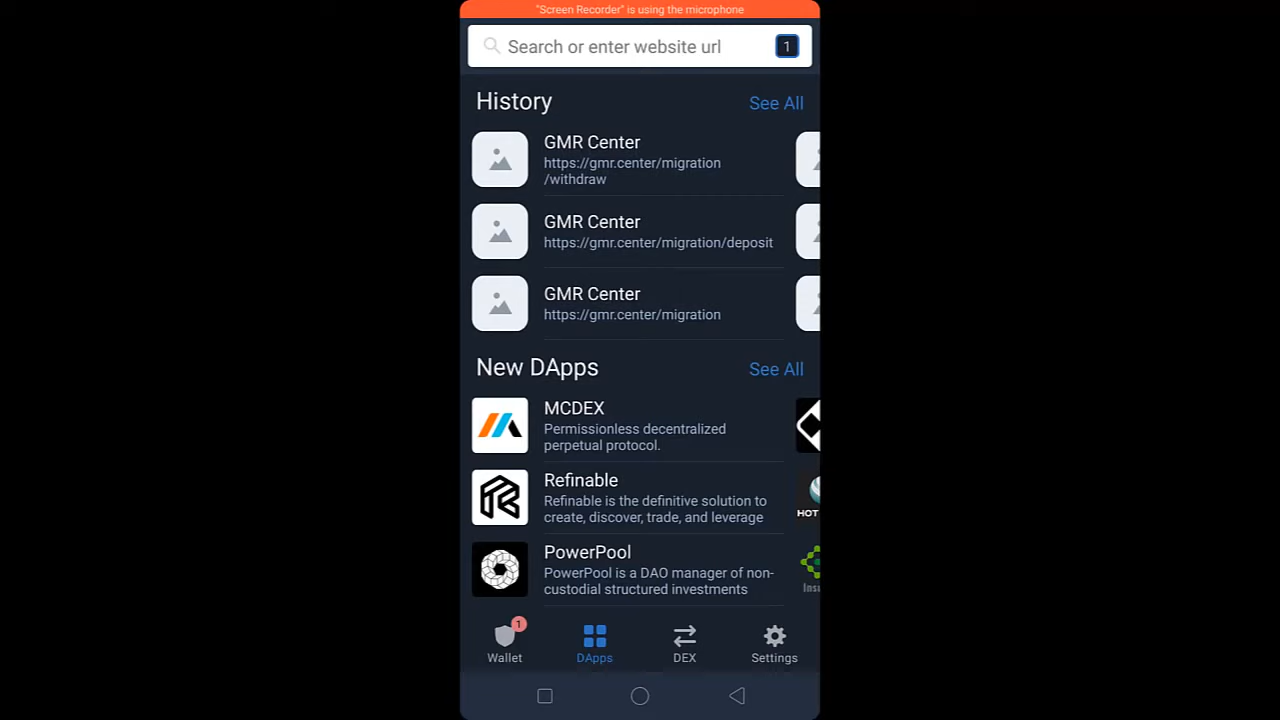 "Screen Recorder" is using the microphone
Search or enter website url
1
History
See All
GMR Center
https://gmr.center/migration
/withdraw
GMR Center
https://gmr.center/migration/deposit
GMR Center
https://gmr.center/migration
New DApps
See All
MCDEX
Permissionless decentralized
perpetual protocol.
Refinable
Refinable is the definitive solution to
create, discover, trade, and leverage
HOT
PowerPool
PowerPool is a DAO manager of non-
custodial structured investments
1
Wallet
DApps
DEX
Settings